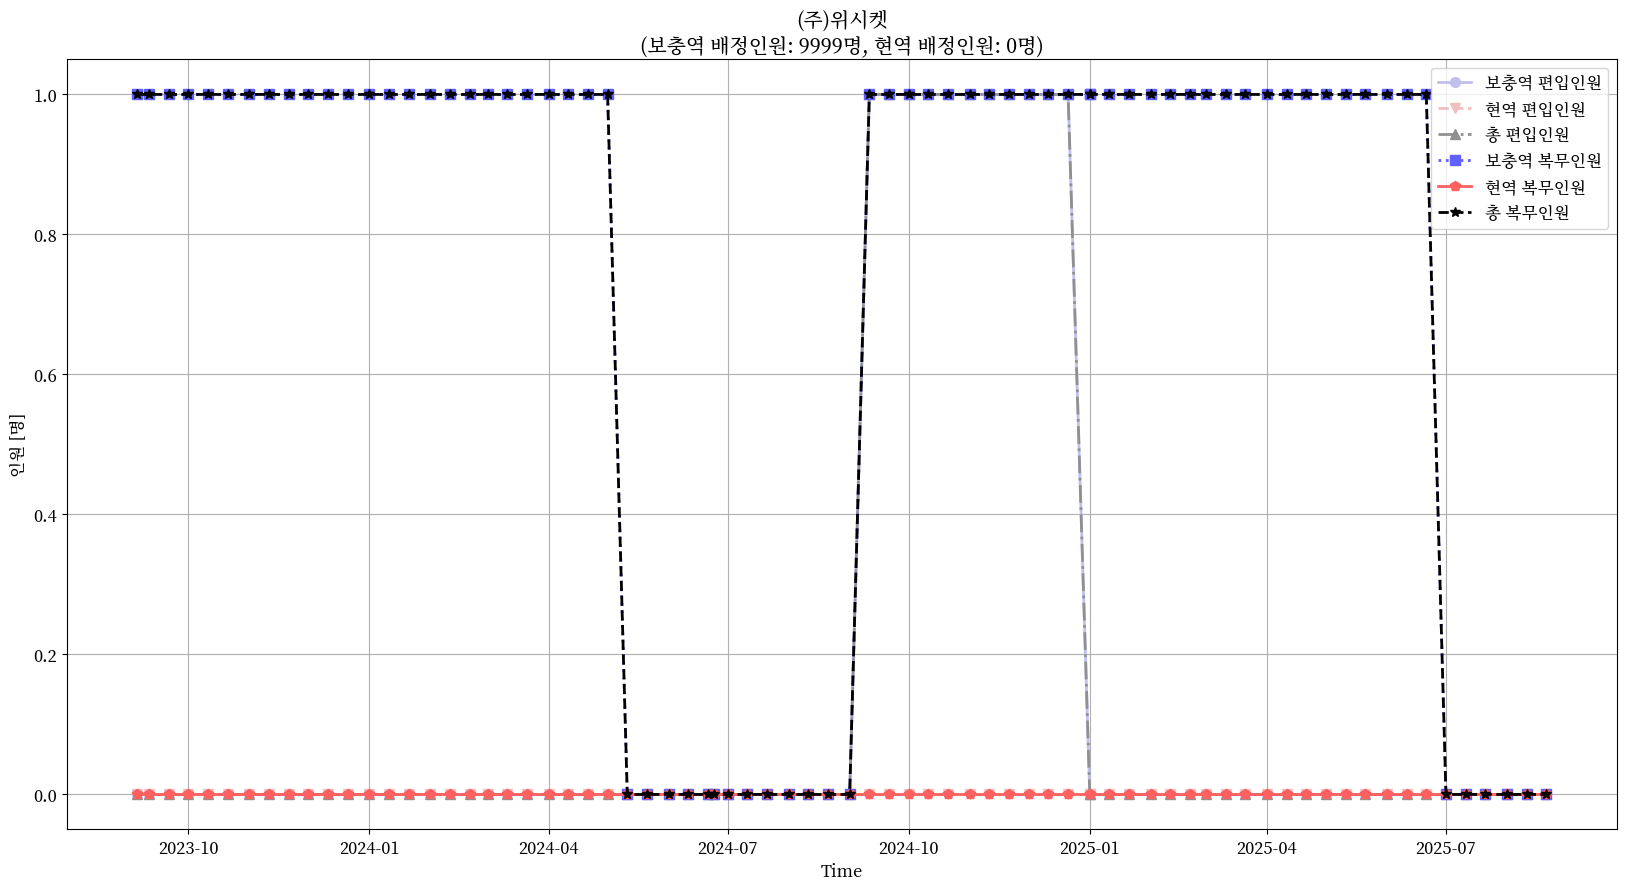 (주)위시켓
(보충역 배정인원: 9999명, 현역 배정인원: 0명)
보충역 편입인원
현역 편입인원
총 편입인원
보충역 복무인원
현역 복무인원
총 복무인원
1.0
0.8
0.6
0.4
0.2
0.0
인원 [명]
2023-10
2024-01
2024-04
2024-07
2024-10
2025-01
2025-04
2025-07
Time